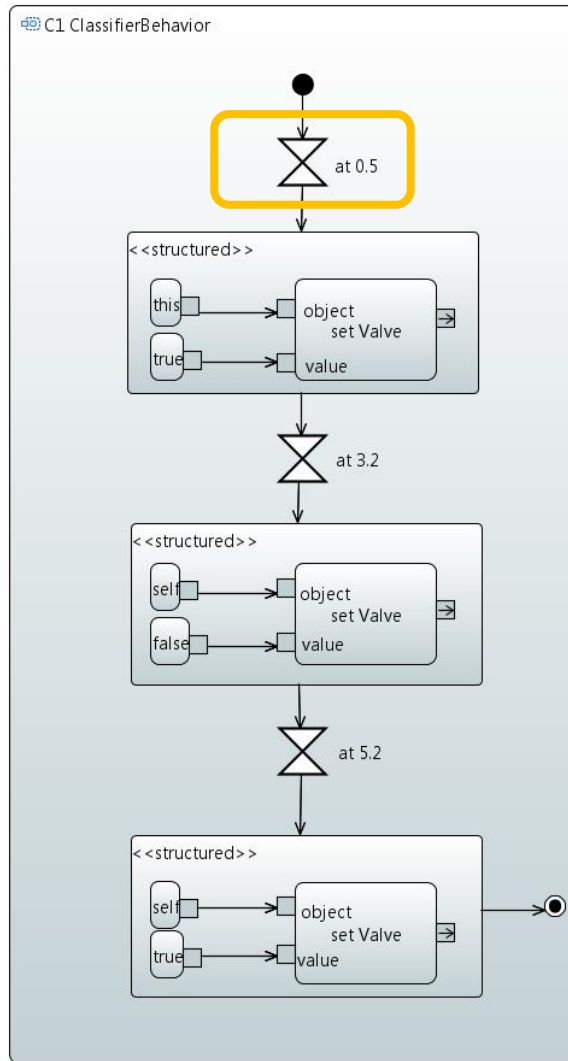 C1 ClassifierBehavior
at 0.5
<<structured>>
this
object
set Valve
true
value
at 3.2
<<structured>>
self
object
set Valve
false
value
at 5.2
<<structured>>
self
object
set Valve
true
value